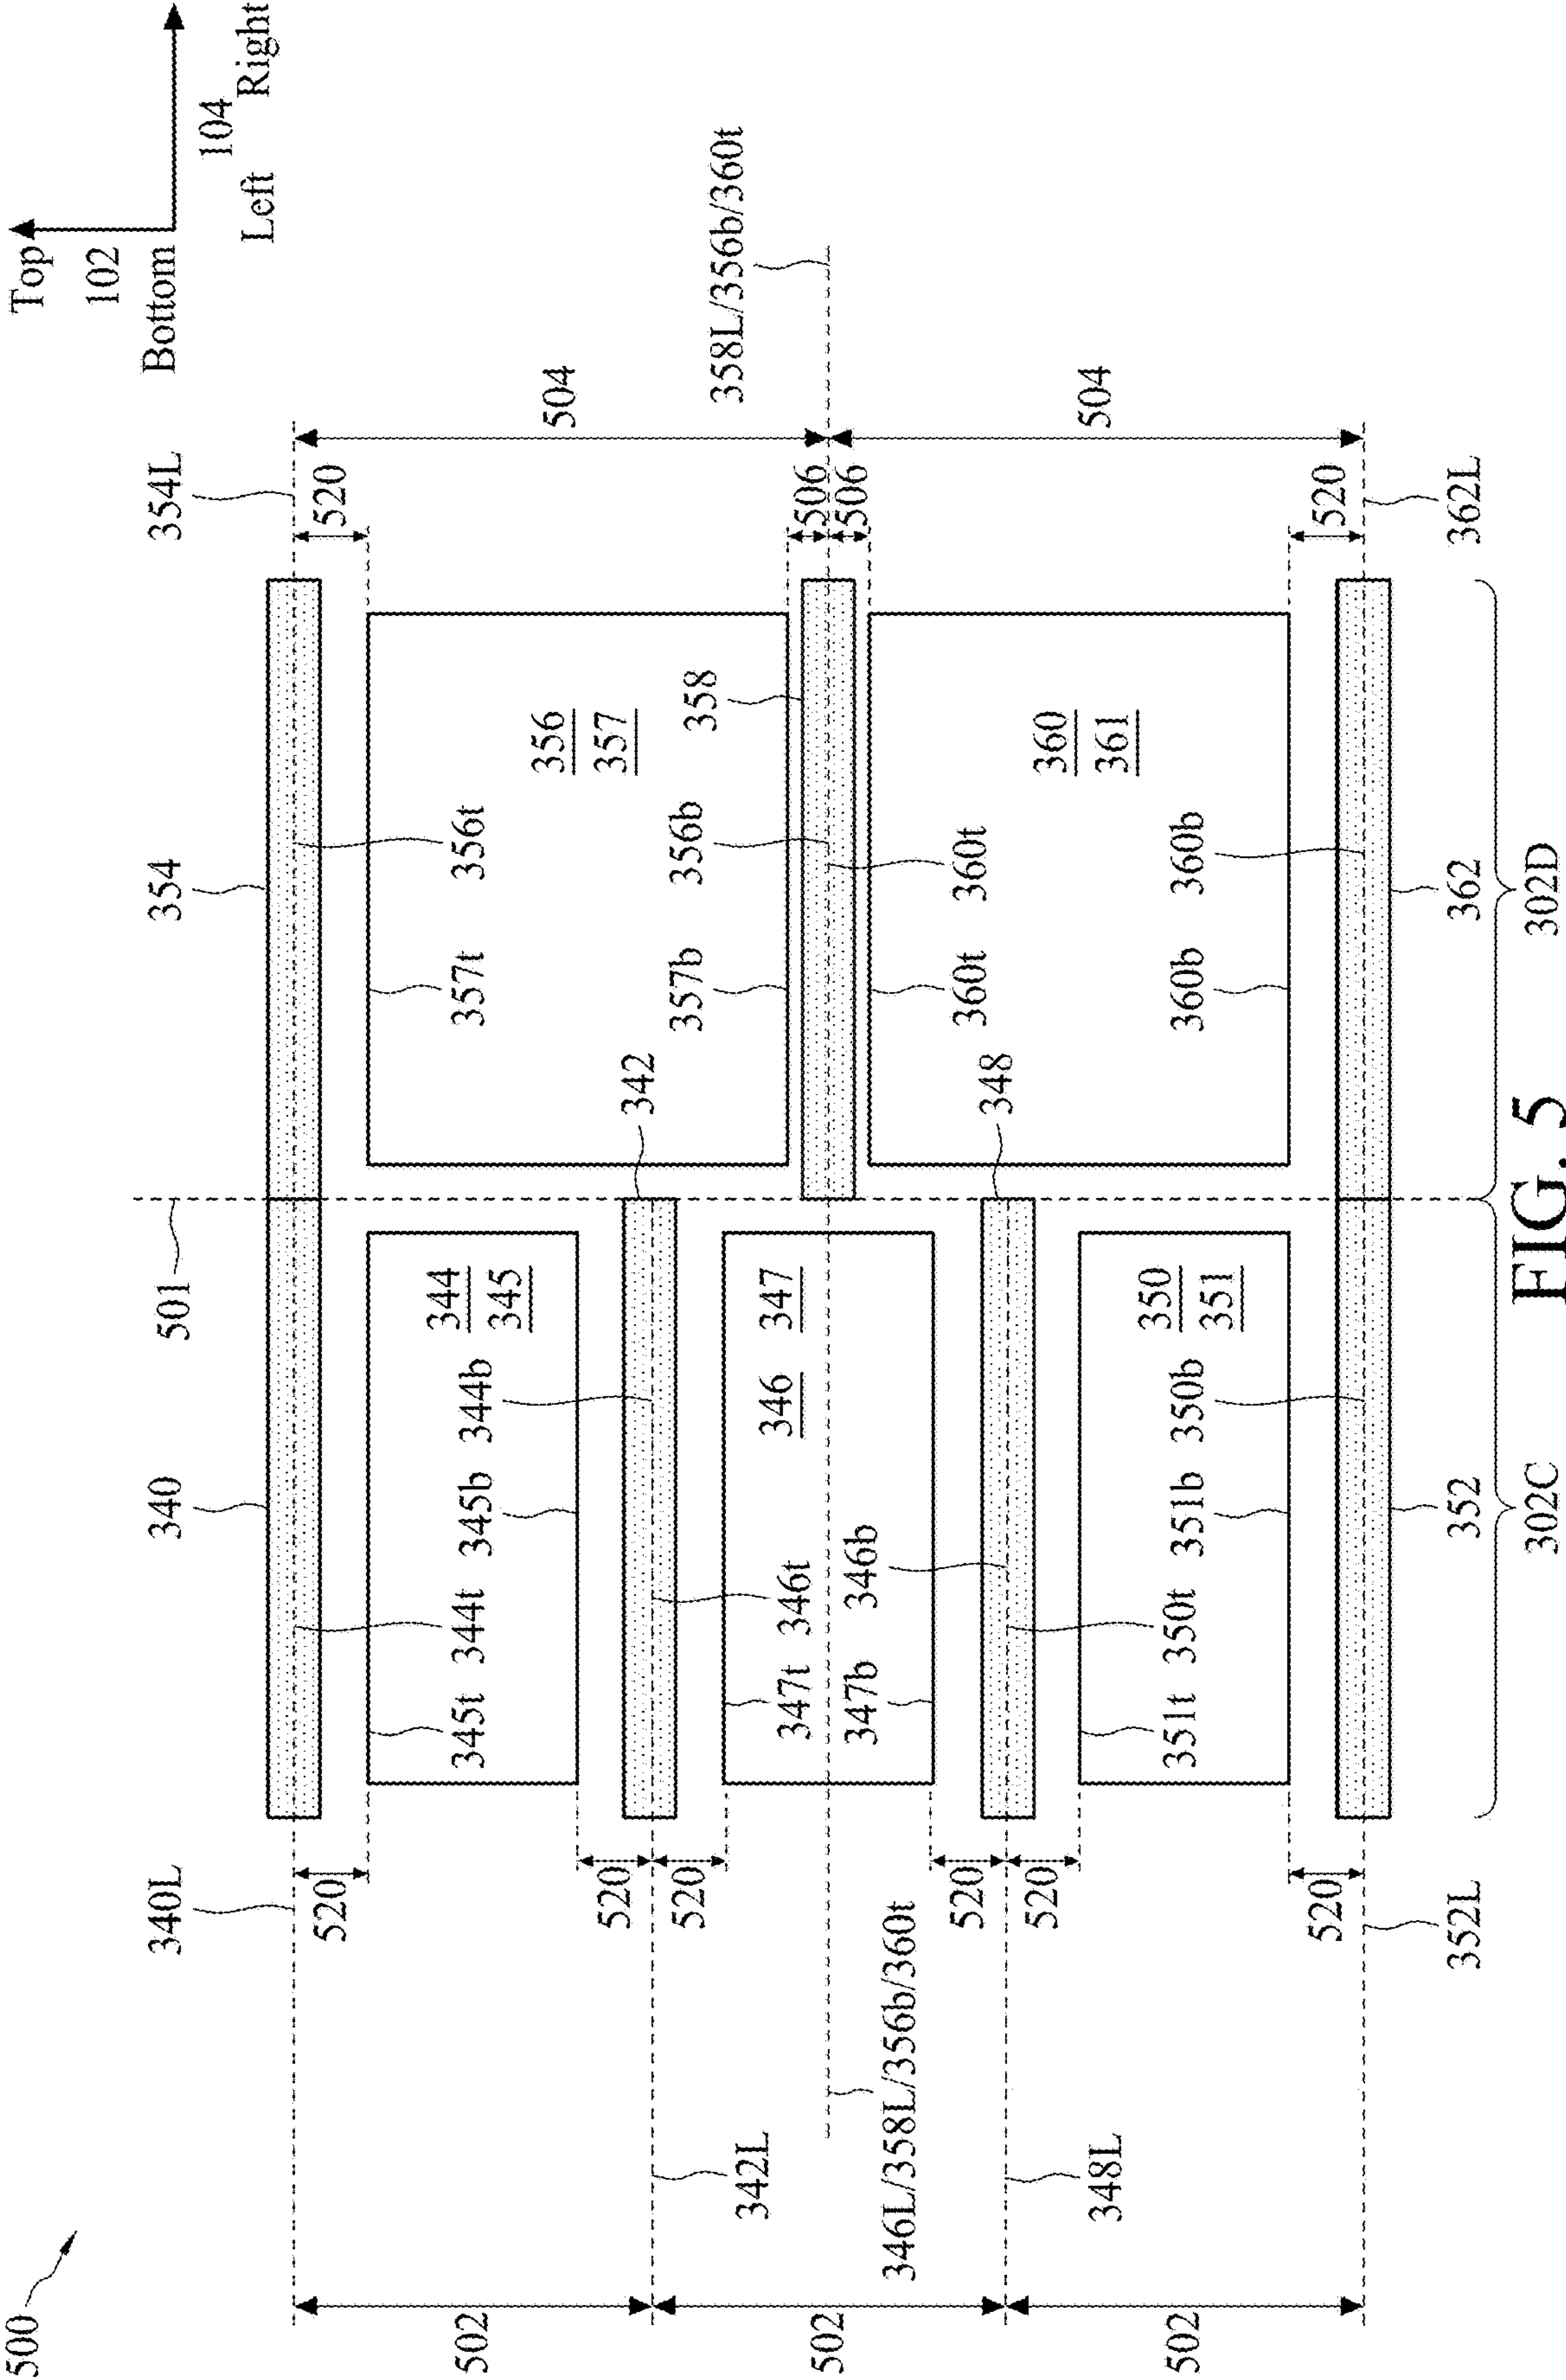 500
Top
102
Bottom
104
Left Right
340L
340
501
354
354L
520
520
345t 344t 345b 344b
344
345
357t 356t
356
357
504
502
520
342
520
357b 356b
358
358L/356b/360t
342L
347t 346t
346 347
506
506
502
347b 346b
346L/358L/356b/360t
520
360t 360t
348
520
360
361
504
348L
502
351t 350t 351b 350b
350
351
360b 360b
520
520
352L
352
362
362L
302C
302D
FIG. 5